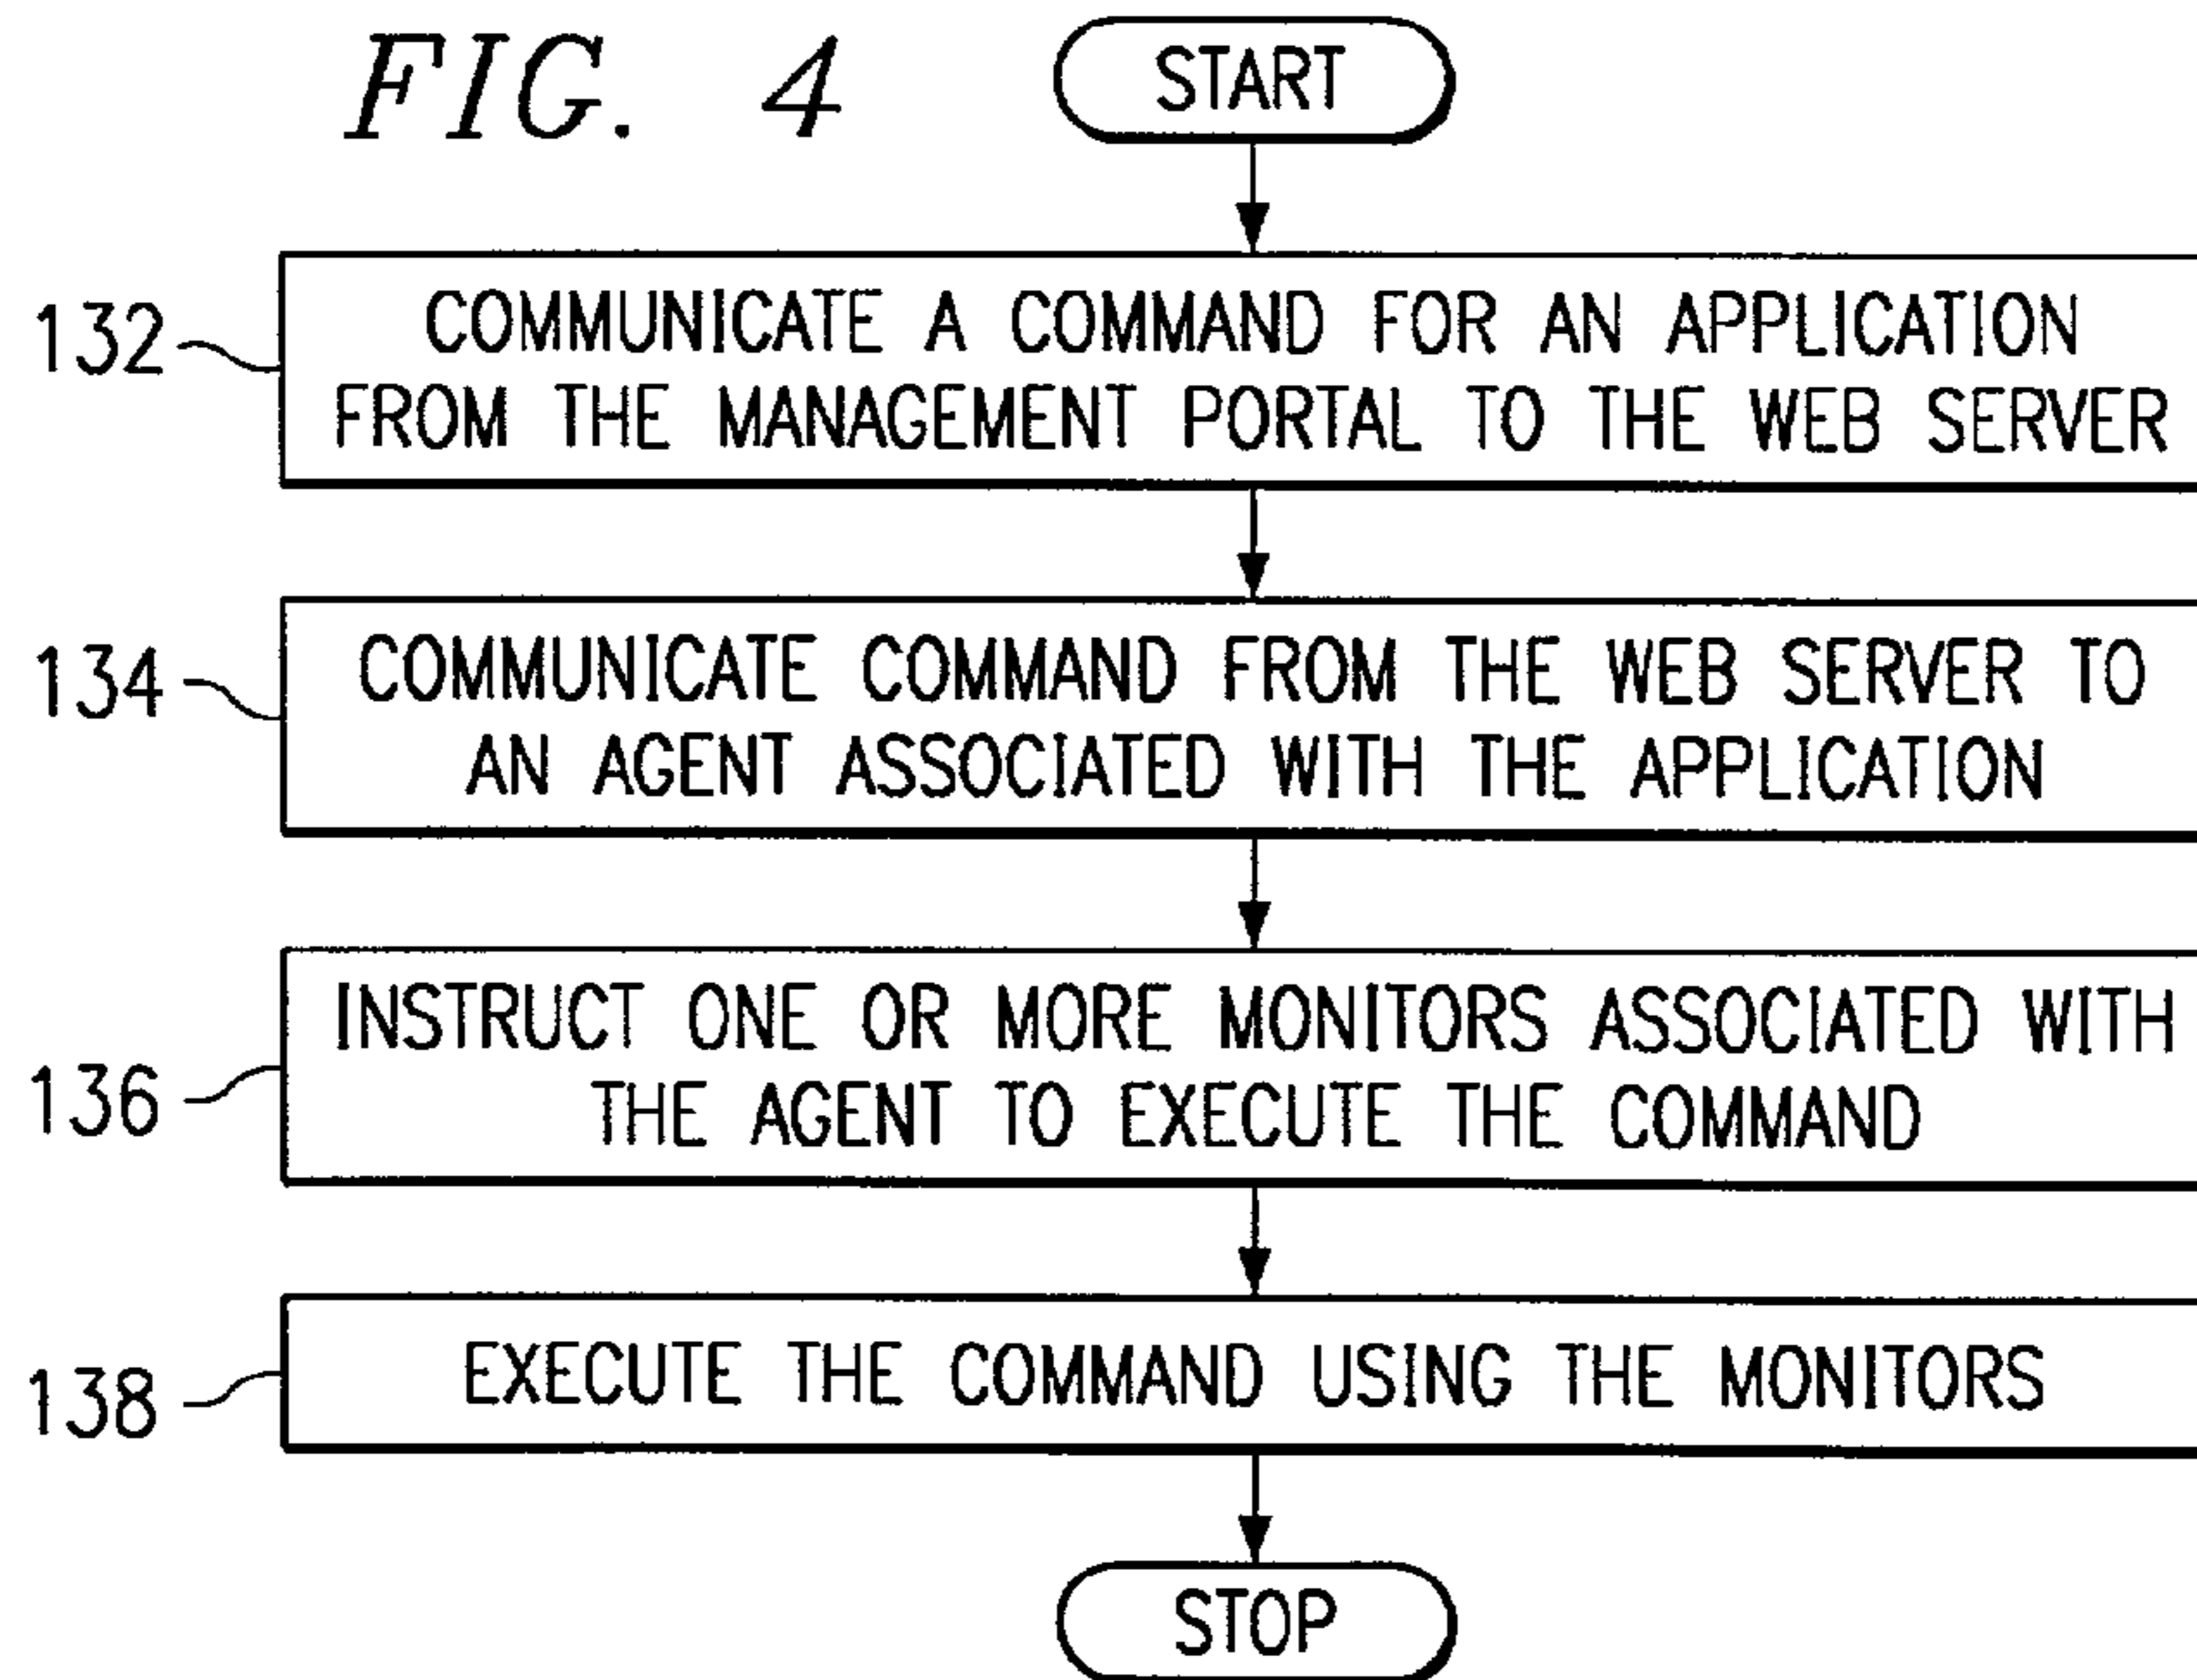 FIG. 4
START
132
COMMUNICATE A COMMAND FOR AN APPLICATION
FROM THE MANAGEMENT PORTAL TO THE WEB SERVER
134
COMMUNICATE COMMAND FROM THE WEB SERVER TO
AN AGENT ASSOCIATED WITH THE APPLICATION
136
INSTRUCT ONE OR MORE MONITORS ASSOCIATED WITH
THE AGENT TO EXECUTE THE COMMAND
138
EXECUTE THE COMMAND USING THE MONITORS
STOP